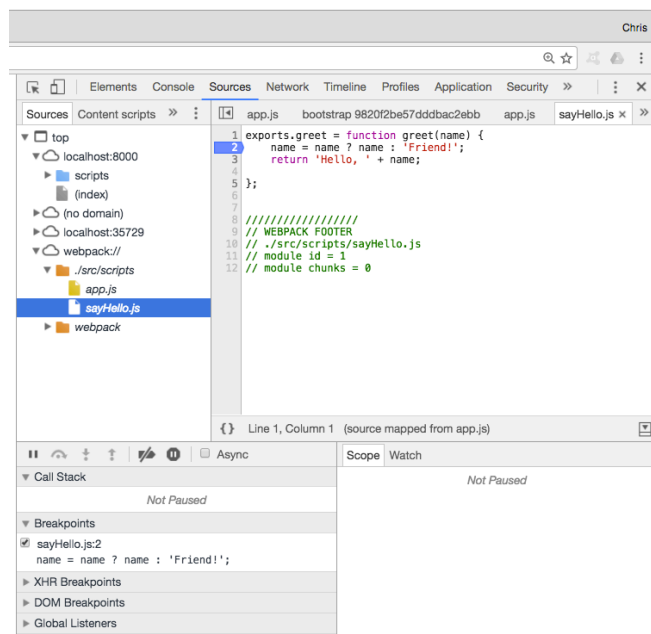 Chris
Elements Console Sources Network Timeline Profiles Application Security »
Sources Content scripts »
app.js bootstrap 9820f2be57dddbac2ebb app.js sayHello.js × »
top
localhost:8000
scripts
(index)
(no domain)
localhost:35729
webpack://
./src/scripts
app.js
sayHello.js
webpack
1 exports.greet = function greet(name) {
2 name = name ? name : 'Friend!';
3 return 'Hello, ' + name;
4
5 };
6
7
8 //////////////////
9 // WEBPACK FOOTER
10 // ./src/scripts/sayHello.js
11 // module id = 1
12 // module chunks = 0
{} Line 1, Column 1 (source mapped from app.js)
Async
Call Stack
Not Paused
Breakpoints
sayHello.js:2
name = name ? name : 'Friend!';
XHR Breakpoints
DOM Breakpoints
Global Listeners
Scope Watch
Not Paused